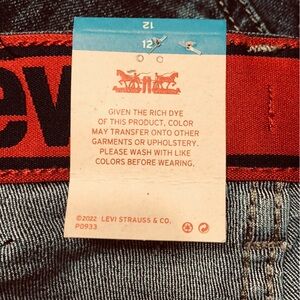 12
12
ev
GIVEN THE RICH DYE
OF THIS PRODUCT, COLOR
MAY TRANSFER ONTO OTHER
GARMENTS OR UPHOLSTERY.
PLEASE WASH WITH LIKE
COLORS BEFORE WEARING.
©2022 LEVI STRAUSS & CO.
P0933